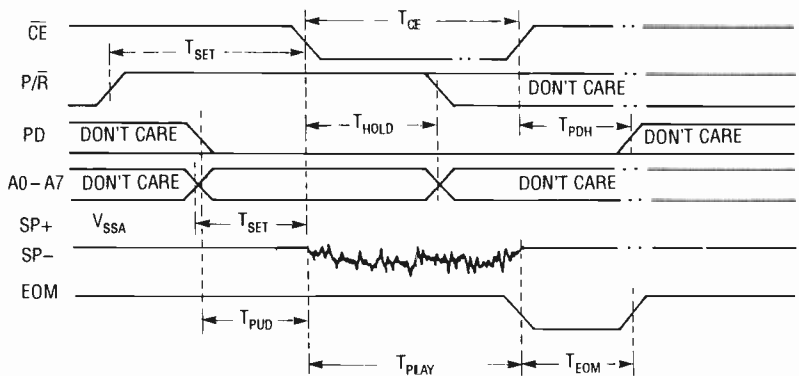 CE T_CE
T_SET
P/R DON'T CARE
PD DON'T CARE T_HOLD T_PDH DON'T CARE
A0–A7 DON'T CARE DON'T CARE
SP+ V_SSA T_SET
SP−
EOM
T_PUD
T_PLAY T_EOM